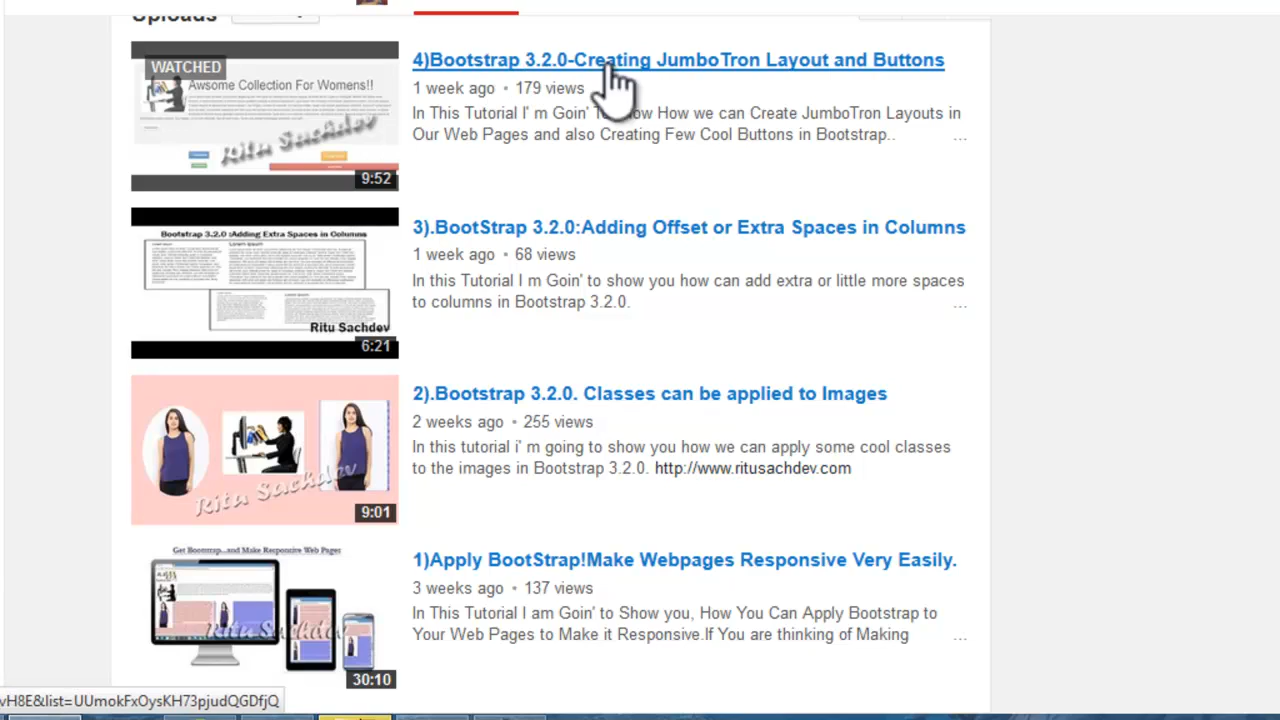 Uploads
WATCHED
Awsome Collection For Womens!!
Ritu Sachdev
9:52
4)Bootstrap 3.2.0-Creating JumboTron Layout and Buttons
1 week ago • 179 views
In This Tutorial I' m Goin' How we can Create JumboTron Layouts in
Our Web Pages and also Creating Few Cool Buttons in Bootstrap..
...
Bootstrap 3.2.0 :Adding Extra Spaces in Columns
Ritu Sachdev
6:21
3).BootStrap 3.2.0:Adding Offset or Extra Spaces in Columns
1 week ago • 68 views
In this Tutorial I m Goin' to show you how can add extra or little more spaces
to columns in Bootstrap 3.2.0.
...
Ritu Sachdev
9:01
2).Bootstrap 3.2.0. Classes can be applied to Images
2 weeks ago • 255 views
In this tutorial i' m going to show you how we can apply some cool classes
to the images in Bootstrap 3.2.0. http://www.ritusachdev.com
Get Bootstrap...and Make Responsive Web Pages
Ritu Sachdev
30:10
1)Apply BootStrap!Make Webpages Responsive Very Easily.
3 weeks ago • 137 views
In This Tutorial I am Goin' to Show you, How You Can Apply Bootstrap to
Your Web Pages to Make it Responsive.If You are thinking of Making
...
vH8E&list=UUmokFxOysKH73pjudQGDfjQ